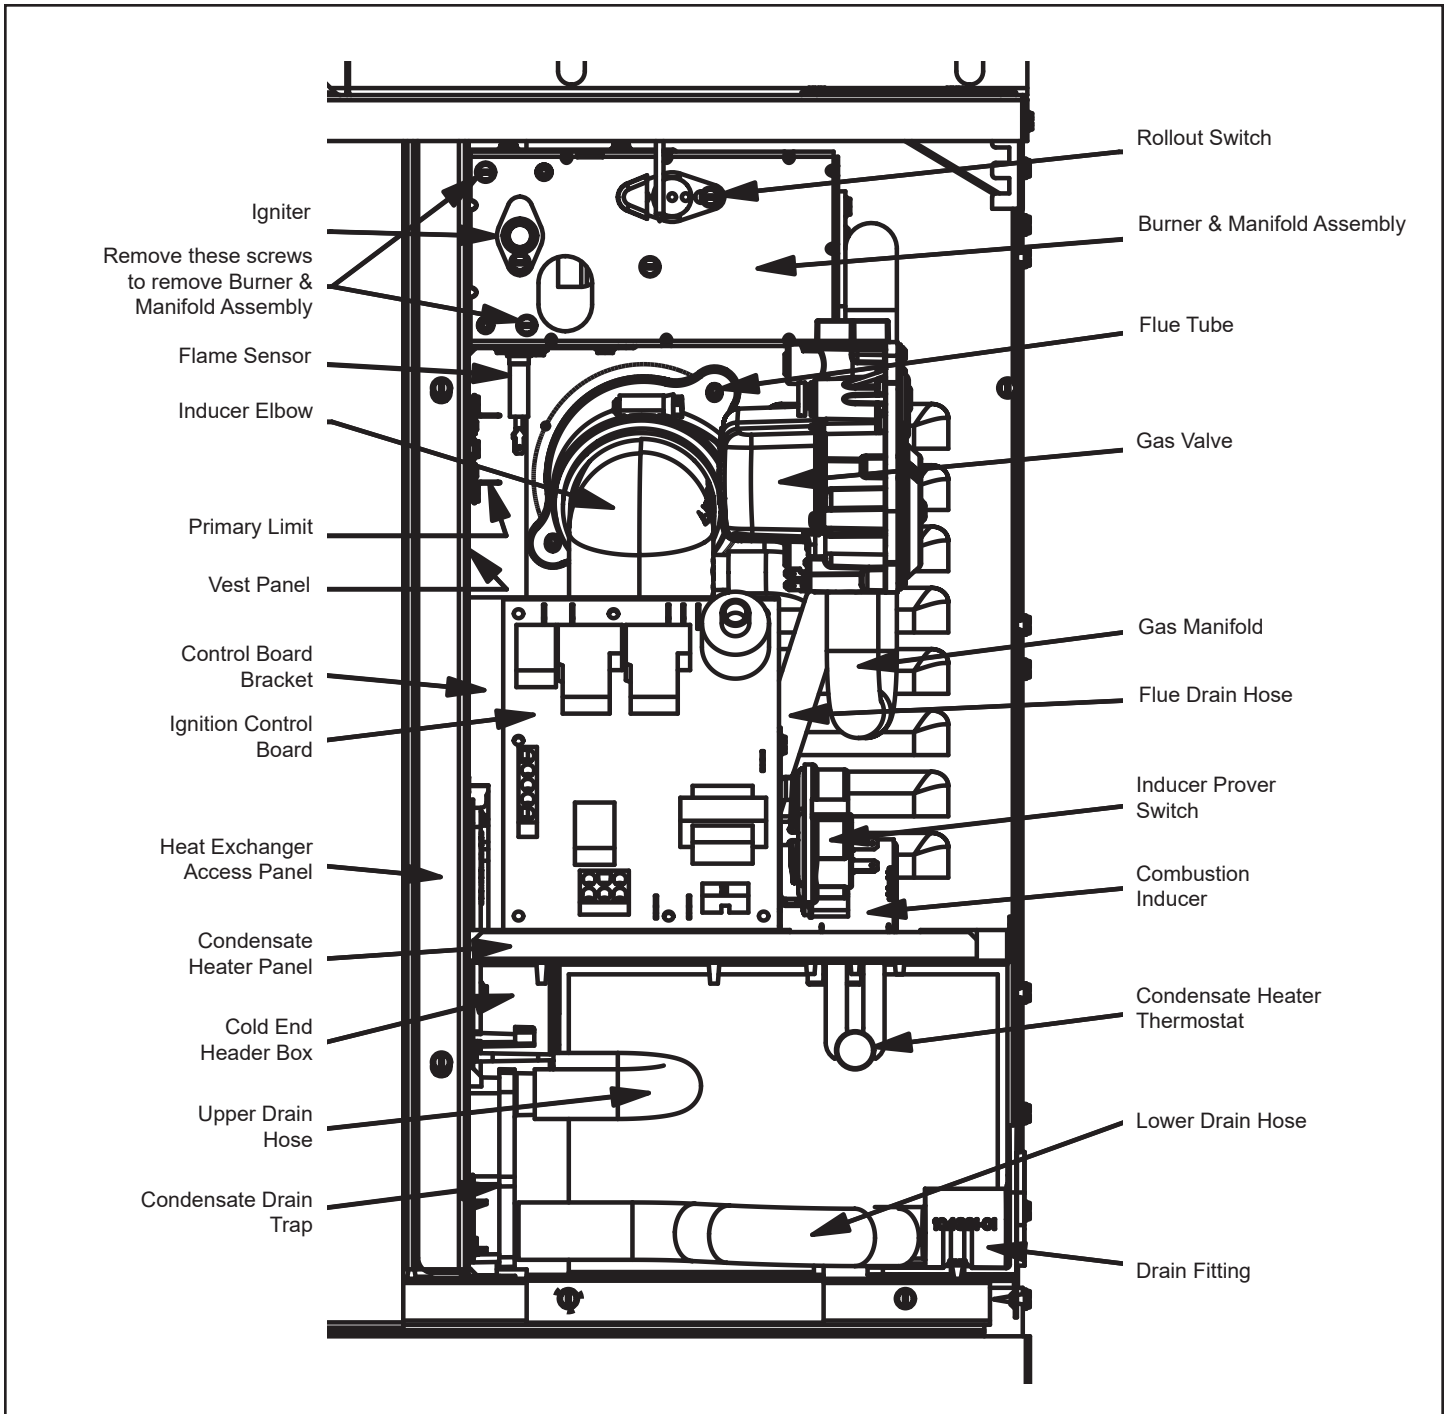 Igniter
Remove these screws
to remove Burner &
Manifold Assembly
Flame Sensor
Inducer Elbow
Primary Limit
Vest Panel
Control Board
Bracket
Ignition Control
Board
Heat Exchanger
Access Panel
Condensate
Heater Panel
Cold End
Header Box
Upper Drain
Hose
Condensate Drain
Trap
Rollout Switch
Burner & Manifold Assembly
Flue Tube
Gas Valve
Gas Manifold
Flue Drain Hose
Inducer Prover
Switch
Combustion
Inducer
Condensate Heater
Thermostat
Lower Drain Hose
Drain Fitting